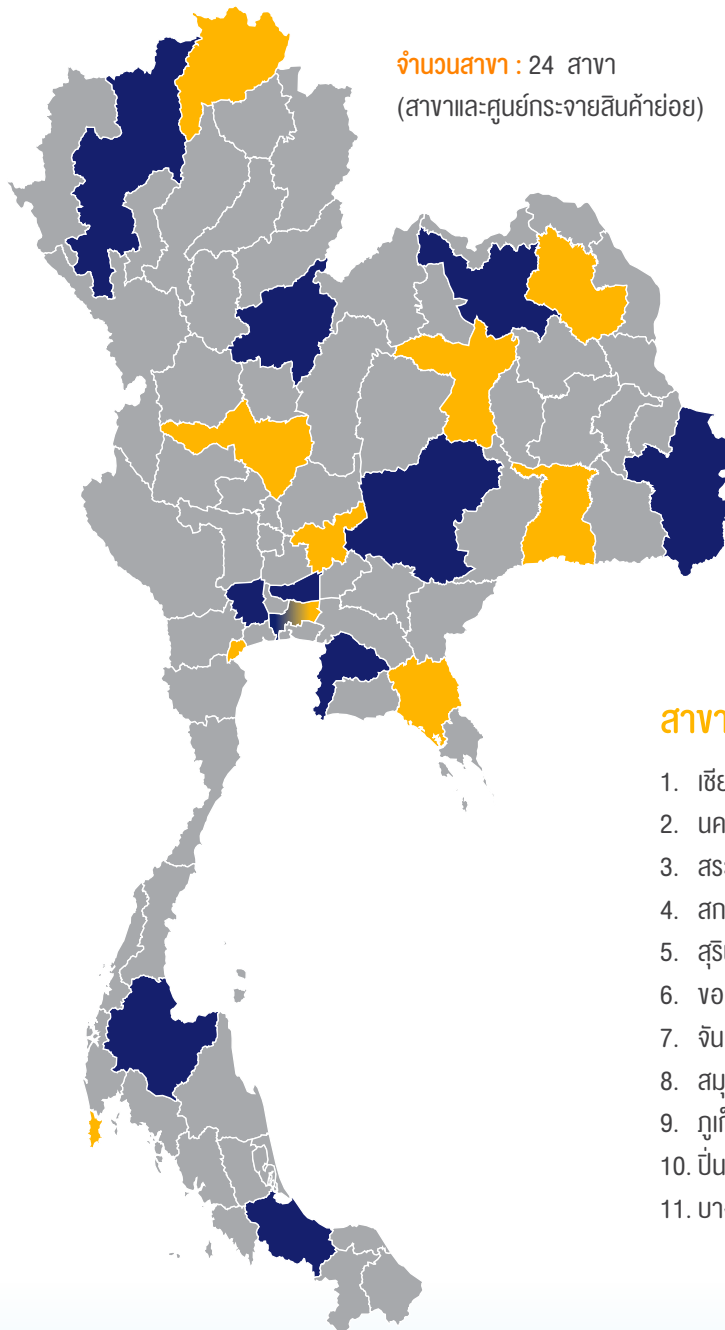 จำนวนสาขา : 24 สาขา
(สาขาและศูนย์กระจายสินค้าย่อย)
สาขา
1. เชีย
2. นค
3. สระ
4. สก
5. สุริ
6. ขอ
7. จัน
8. สมุ
9. ภูเก็
10. ปิ่น
11. บา